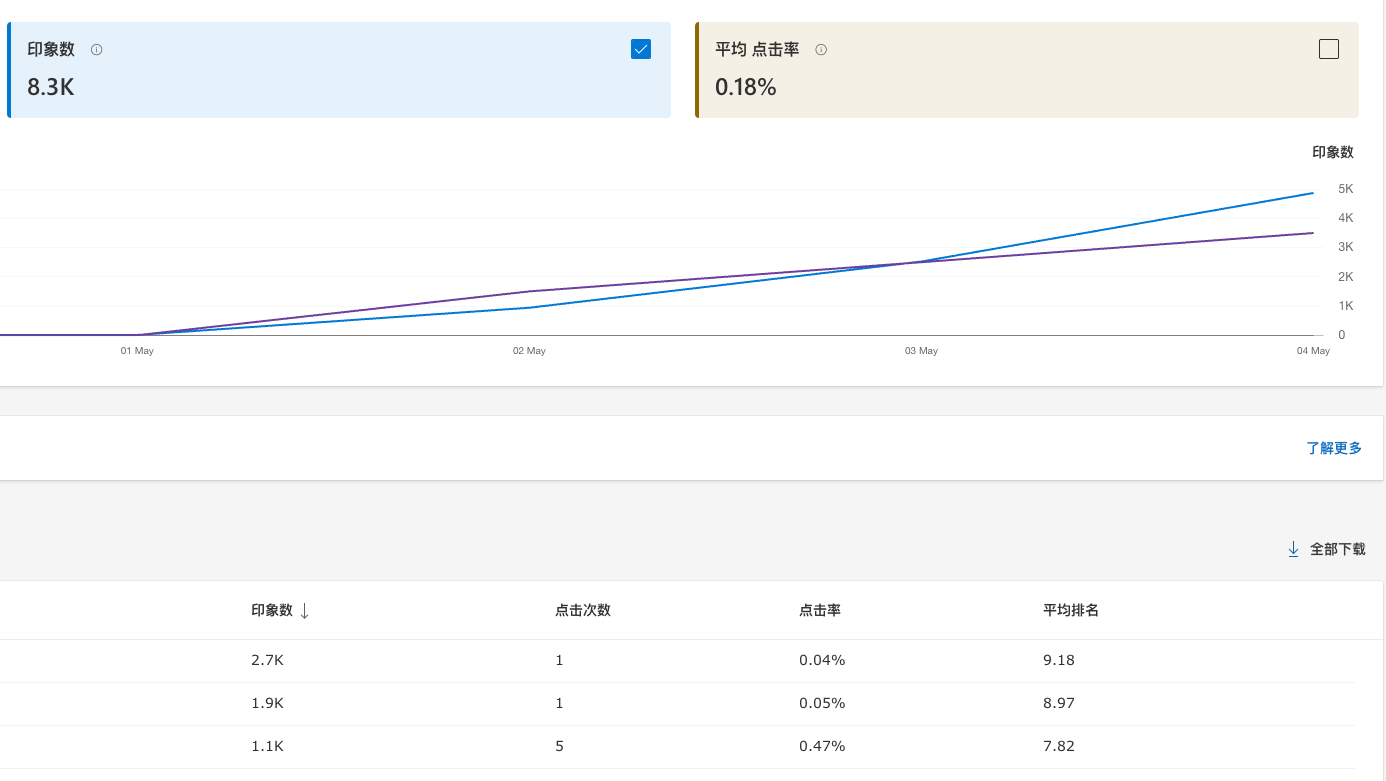 印象数 平均 点击率
8.3K 0.18%
印象数
5K
4K
3K
2K
1K
0
01 May 02 May 03 May 04 May
了解更多
全部下载
印象数 点击次数 点击率 平均排名
2.7K 1 0.04% 9.18
1.9K 1 0.05% 8.97
1.1K 5 0.47% 7.82